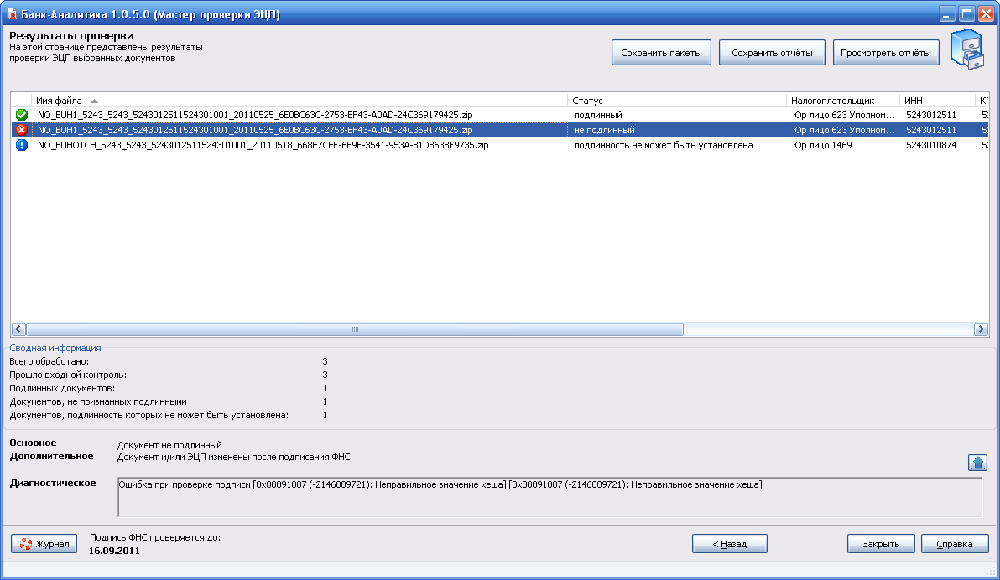 Банк-Аналитика 1.0.5.0 (Мастер проверки ЭЦП)
Результаты проверки
На этой странице представлены результаты
проверки ЭЦП выбранных документов
Сохранить пакеты Сохранить отчёты Просмотреть отчёты
Имя файла Статус Налогоплательщик ИНН
NO_BUH1_5243_5243_5243012511524301001_20110525_6E0BC63C-2753-BF43-A0AD-24C369179425.zip подлинный Юр лицо 623 Уполном... 5243012511
NO_BUH1_5243_5243_5243012511524301001_20110525_6E0BC63C-2753-BF43-A0AD-24C369179425.zip не подлинный Юр лицо 623 Уполном... 5243012511
NO_BUHOTCH_5243_5243_5243012511524301001_20110518_668F7CFE-6E9E-3541-953A-81DB638E9735.zip подлинность не может быть установлена Юр лицо 1469 5243010874
Сводная информация
Всего обработано: 3
Прошло входной контроль: 3
Подлинных документов: 1
Документов, не признанных подлинными 1
Документов, подлинность которых не может быть установлена: 1
Основное Документ не подлинный
Дополнительное Документ и/или ЭЦП изменены после подписания ФНС
Диагностическое Ошибка при проверке подписи [0x80091007 (-2146889721): Неправильное значение хеша] [0x80091007 (-2146889721): Неправильное значение хеша]
Журнал Подпись ФНС проверяется до:
16.09.2011
< Назад Закрыть Справка